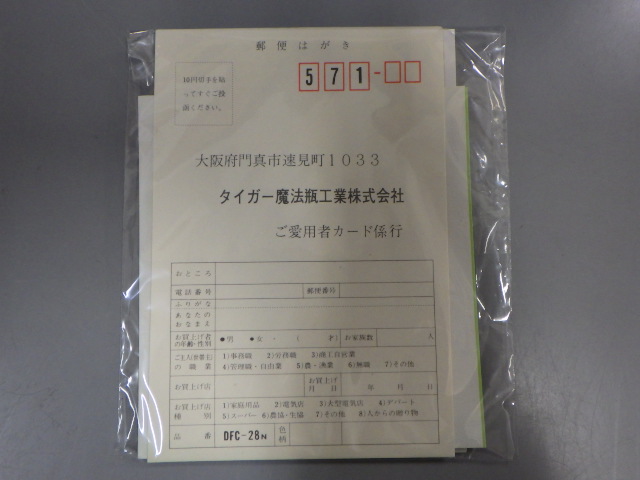 郵便はがき
10円切手を貼
ってすぐご投
函ください。
571-
大阪府門真市速見町1033
タイガー魔法瓶工業株式会社
ご愛用者カード係行
おところ
電話番号 郵便番号
ふりがな
あなたの
おなまえ
お買上げ者
の年齢・性別 ●男 ●女・( 才) お家族数 人
ご主人(世帯主)
の職業 1)事務職 2)労務職 3)商工自営業
4)管理職・自由業 5)農・漁業 6)無職 7)その他
お買上げ店 お買上げ
月日 年 月 日
お買上げ店
種別 1)家庭用品 2)電気店 3)大型電気店 4)デパート
5)スーパー 6)農協・生協 7)その他 8)人からの贈り物
品番 DFC-28N 色柄